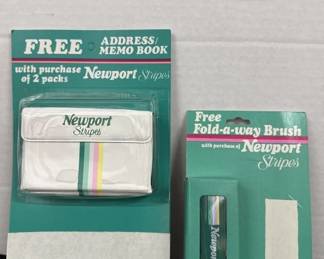 FREE ADDRESS/
MEMO BOOK
with purchase
of 2 packs Newport Stripes
Newport
Stripes
Free
Fold-a-way Brush
with purchase of Newport
Stripes
Newport